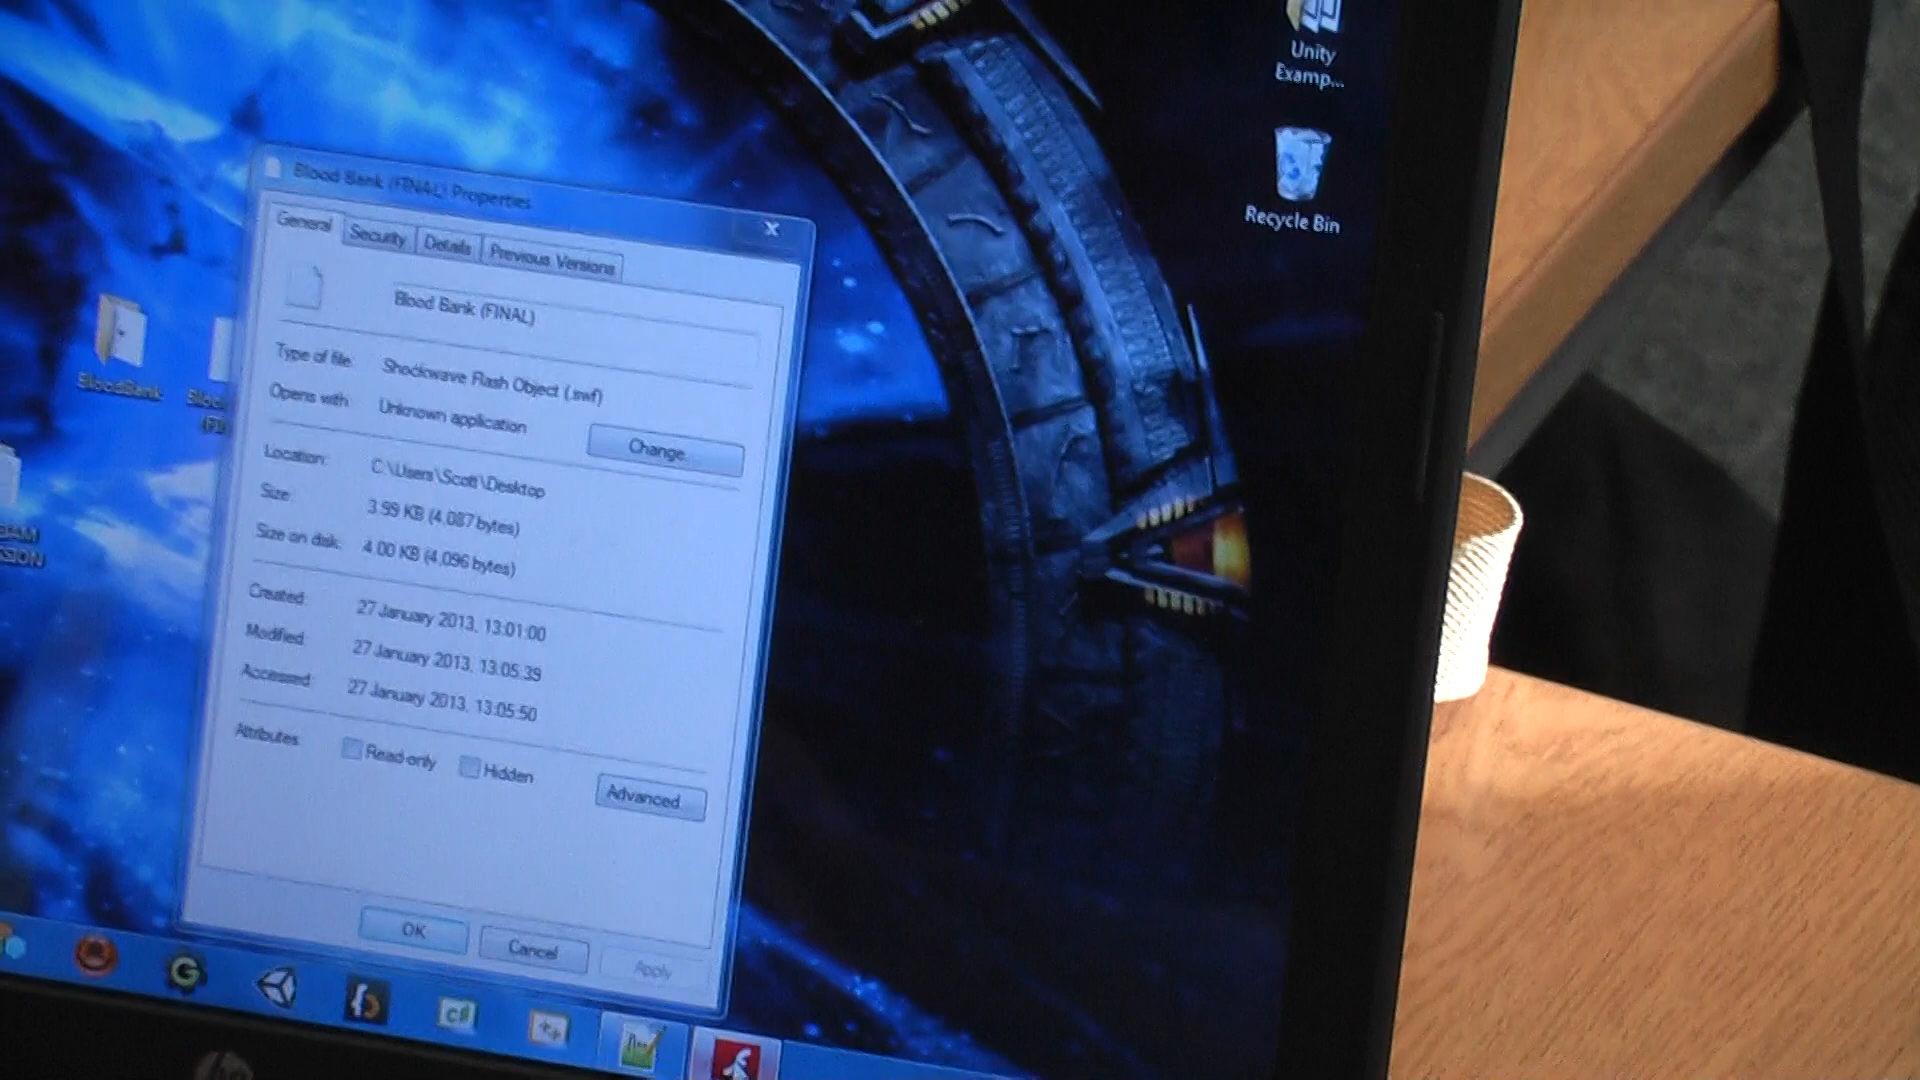 Unity
Examp...
Recycle Bin
Blood Bank (FINAL) Properties
General Security Details Previous Versions
Blood Bank (FINAL)
Type of file: Shockwave Flash Object (.swf)
Opens with: Unknown application
Change...
Location: C:\Users\Scott\Desktop
Size: 3.99 KB (4,087 bytes)
Size on disk: 4.00 KB (4,096 bytes)
Created: 27 January 2013, 13:01:00
Modified: 27 January 2013, 13:05:39
Accessed: 27 January 2013, 13:05:50
Attributes: Read-only Hidden
Advanced...
OK Cancel Apply
BloodBank
hp